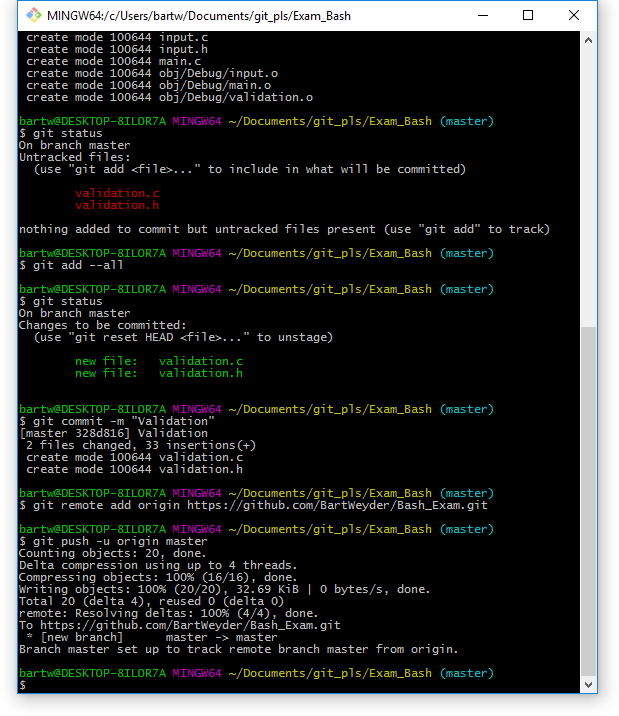 MINGW64:/c/Users/bartw/Documents/git_pls/Exam_Bash
create mode 100644 input.c
create mode 100644 input.h
create mode 100644 main.c
create mode 100644 obj/Debug/input.o
create mode 100644 obj/Debug/main.o
create mode 100644 obj/Debug/validation.o
bartw@DESKTOP-8ILOR7A MINGW64 ~/Documents/git_pls/Exam_Bash (master)
$ git status
On branch master
Untracked files:
(use "git add <file>..." to include in what will be committed)
validation.c
validation.h
nothing added to commit but untracked files present (use "git add" to track)
bartw@DESKTOP-8ILOR7A MINGW64 ~/Documents/git_pls/Exam_Bash (master)
$ git add --all
bartw@DESKTOP-8ILOR7A MINGW64 ~/Documents/git_pls/Exam_Bash (master)
$ git status
On branch master
Changes to be committed:
(use "git reset HEAD <file>..." to unstage)
new file:   validation.c
new file:   validation.h
bartw@DESKTOP-8ILOR7A MINGW64 ~/Documents/git_pls/Exam_Bash (master)
$ git commit -m "Validation"
[master 328d816] Validation
2 files changed, 33 insertions(+)
create mode 100644 validation.c
create mode 100644 validation.h
bartw@DESKTOP-8ILOR7A MINGW64 ~/Documents/git_pls/Exam_Bash (master)
$ git remote add origin https://github.com/BartWeyder/Bash_Exam.git
bartw@DESKTOP-8ILOR7A MINGW64 ~/Documents/git_pls/Exam_Bash (master)
$ git push -u origin master
Counting objects: 20, done.
Delta compression using up to 4 threads.
Compressing objects: 100% (16/16), done.
Writing objects: 100% (20/20), 32.69 KiB | 0 bytes/s, done.
Total 20 (delta 4), reused 0 (delta 0)
remote: Resolving deltas: 100% (4/4), done.
To https://github.com/BartWeyder/Bash_Exam.git
* [new branch]      master -> master
Branch master set up to track remote branch master from origin.
bartw@DESKTOP-8ILOR7A MINGW64 ~/Documents/git_pls/Exam_Bash (master)
$